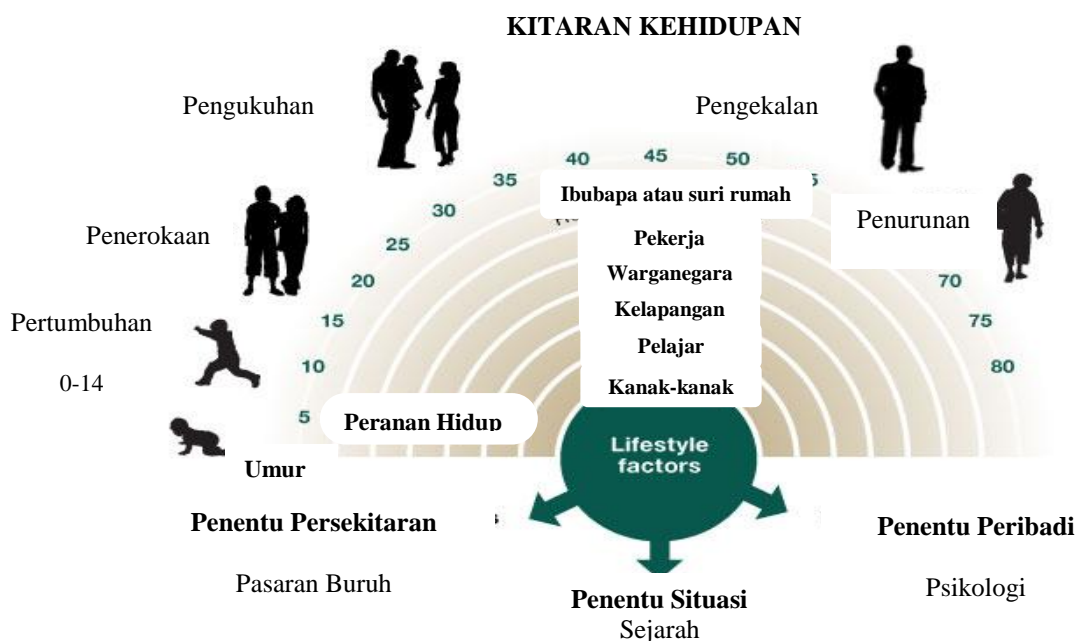 KITARAN KEHIDUPAN
Pengukuhan
Pengekalan
Penerokaan
Penurunan
Pertumbuhan
0-14
5
10
15
20
25
30
35
40
45
50
70
75
80
Ibubapa atau suri rumah
Pekerja
Warganegara
Kelapangan
Pelajar
Kanak-kanak
Peranan Hidup
Umur
Lifestyle
factors
Penentu Persekitaran
Pasaran Buruh
Penentu Situasi
Sejarah
Penentu Peribadi
Psikologi